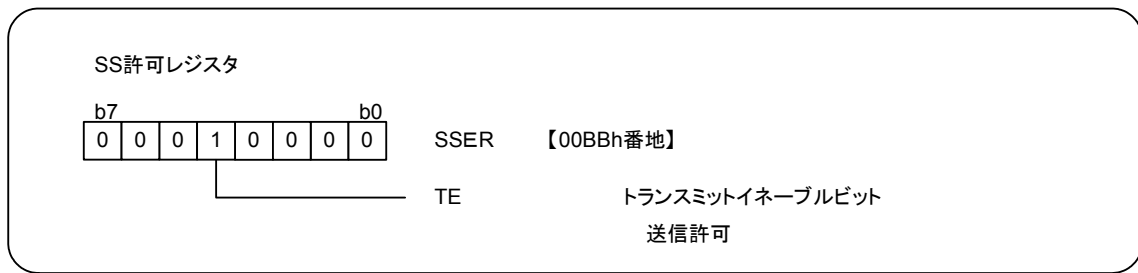 SS許可レジスタ
b7 b0
0 0 0 1 0 0 0 0 SSER 【00BBh番地】
TE トランスミットイネーブルビット
送信許可